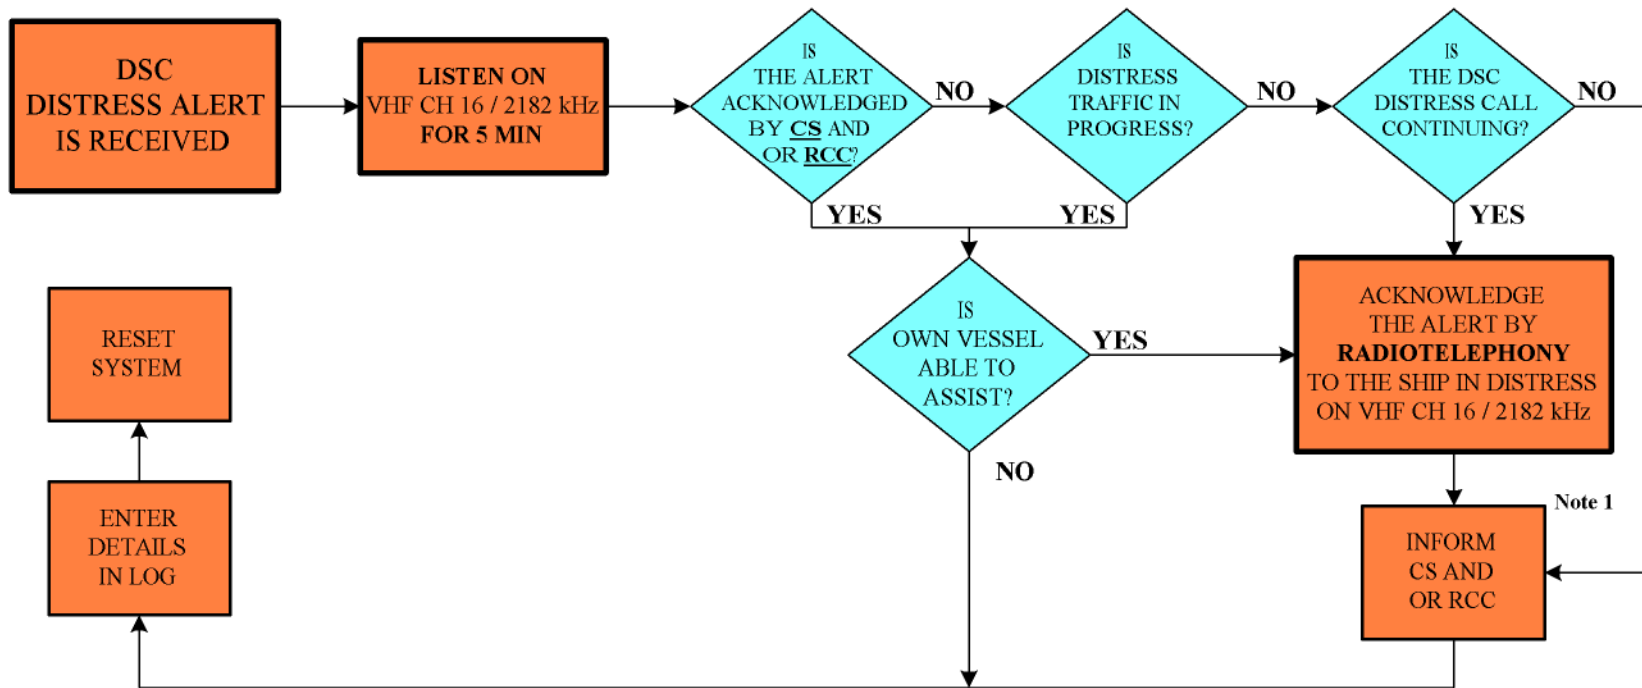 DSC
DISTRESS ALERT
IS RECEIVED
LISTEN ON
VHF CH 16 / 2182 kHz
FOR 5 MIN
IS
THE ALERT
ACKNOWLEDGED
BY CS AND
OR RCC?
NO
YES
IS
DISTRESS
TRAFFIC IN
PROGRESS?
NO
YES
IS
THE DSC
DISTRESS CALL
CONTINUING?
NO
YES
IS
OWN VESSEL
ABLE TO
ASSIST?
YES
NO
ACKNOWLEDGE
THE ALERT BY
RADIOTELEPHONY
TO THE SHIP IN DISTRESS
ON VHF CH 16 / 2182 kHz
Note 1
INFORM
CS AND
OR RCC
ENTER
DETAILS
IN LOG
RESET
SYSTEM